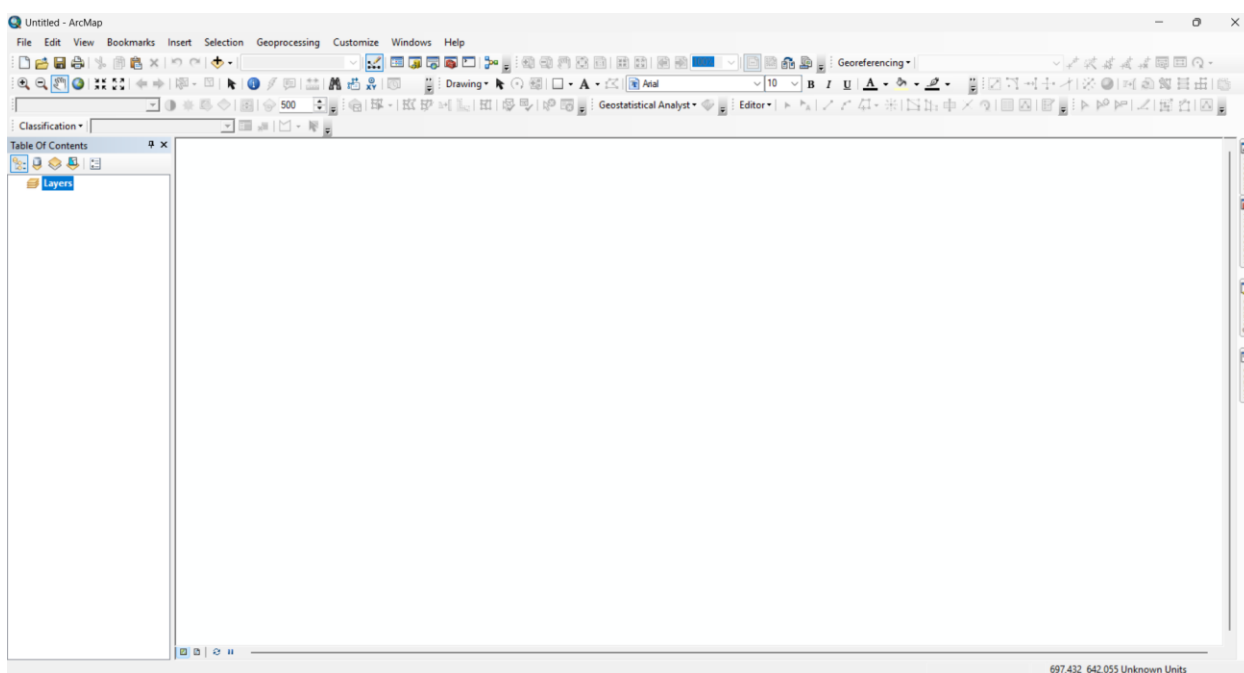 Untitled - ArcMap
File Edit View Bookmarks Insert Selection Geoprocessing Customize Windows Help
Georeferencing
Drawing A Arial 10 B I U A
500 Geostatistical Analyst Editor
Classification
Table Of Contents
Layers
697.432 642.055 Unknown Units